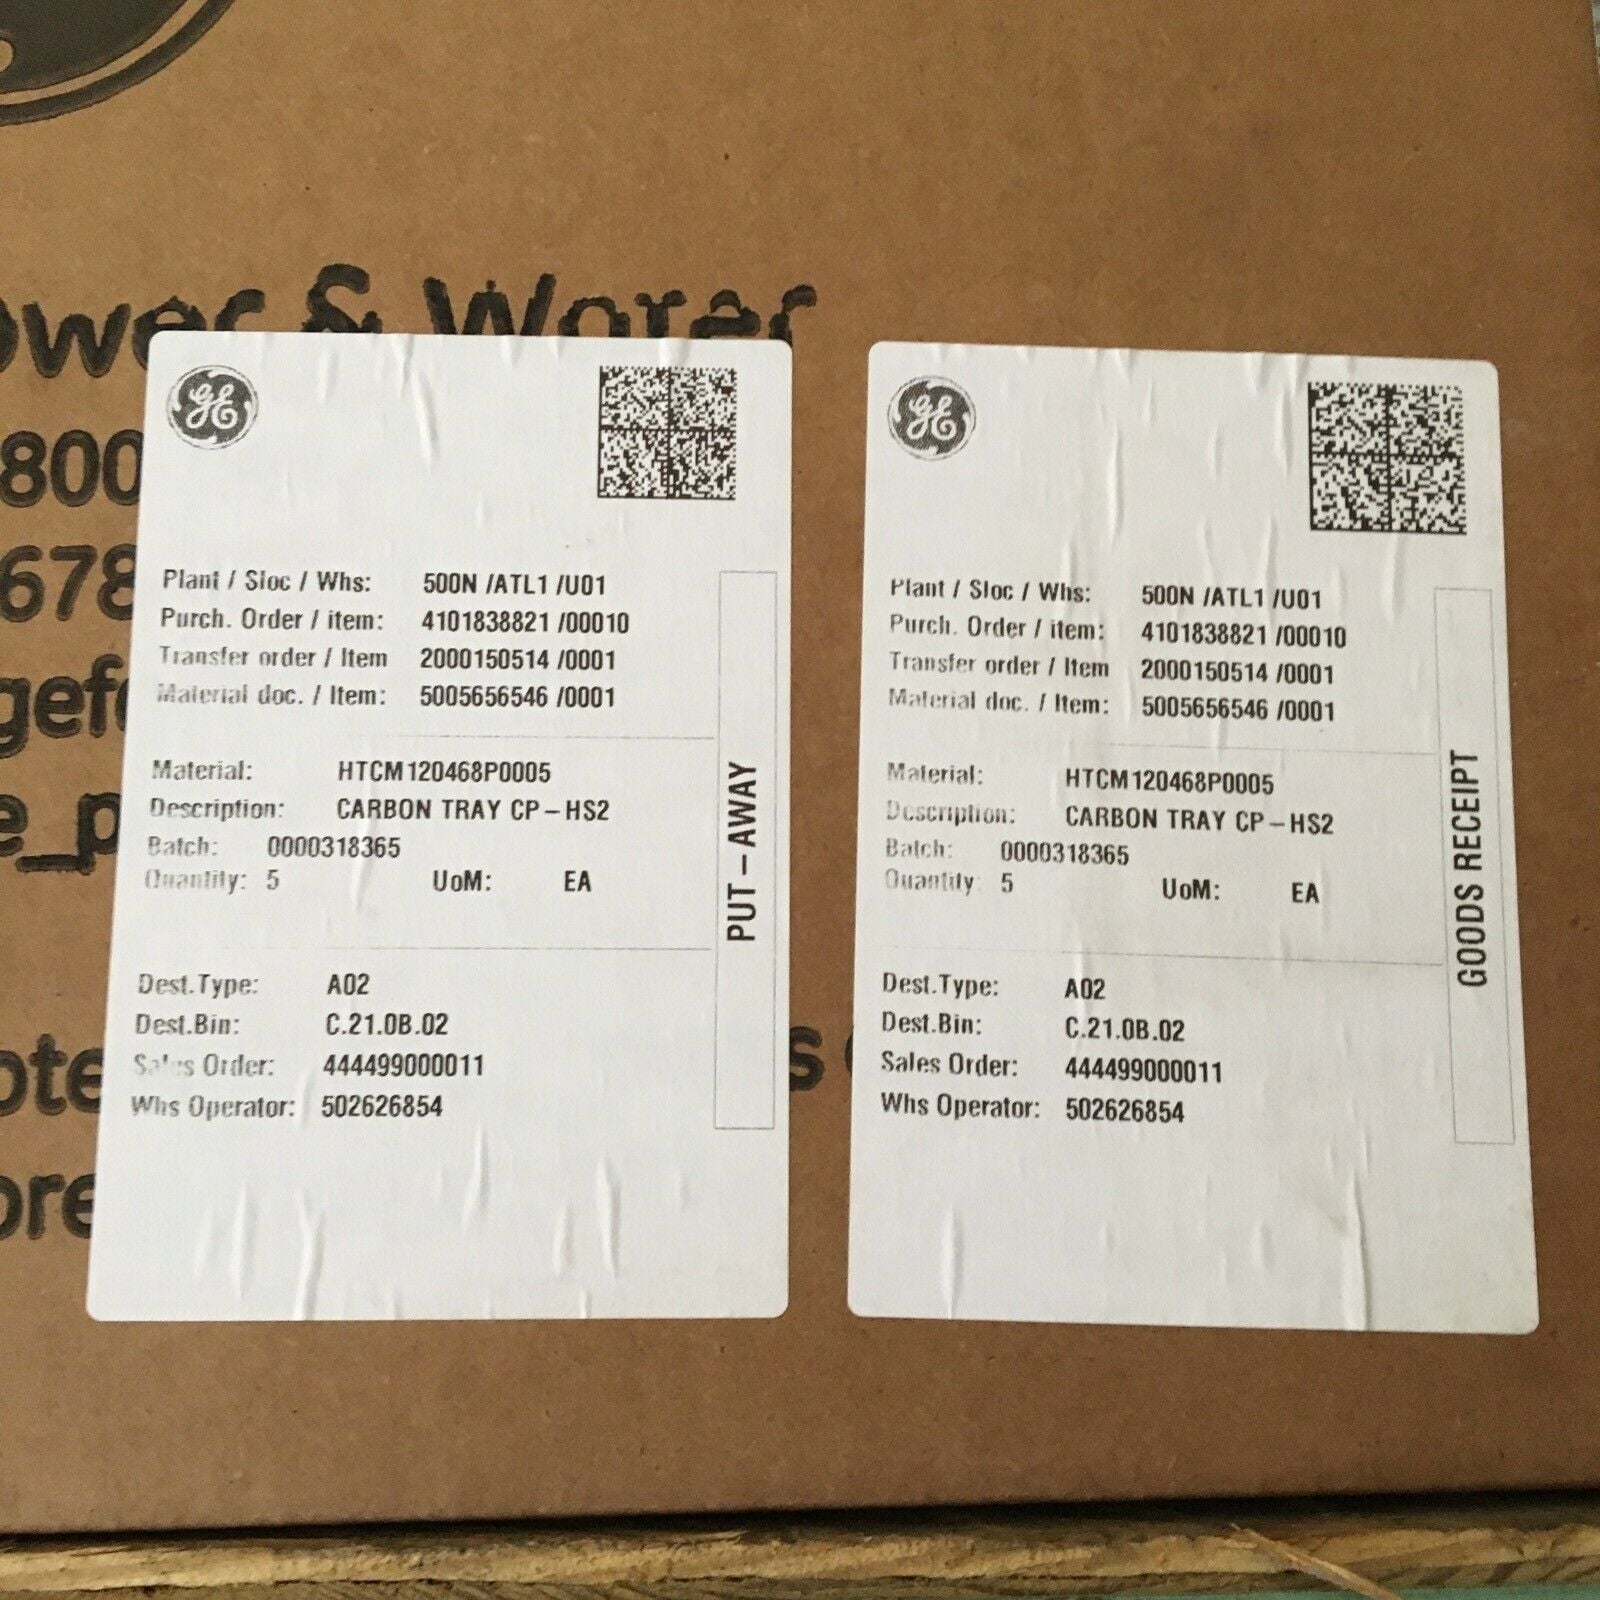 & Water
800
678
GE
Plant / Sloc / Whs: 500N /ATL1 /U01
Purch. Order / item: 4101838821 /00010
Transfer order / Item 2000150514 /0001
Material doc. / Item: 5005656546 /0001
Material: HTCM120468P0005
Description: CARBON TRAY CP-HS2
Batch: 0000318365
Quantity: 5 UoM: EA
Dest.Type: A02
Dest.Bin: C.21.0B.02
Sales Order: 444499000011
Whs Operator: 502626854
PUT-AWAY
GE
Plant / Sloc / Whs: 500N /ATL1 /U01
Purch. Order / item: 4101838821 /00010
Transfer order / Item 2000150514 /0001
Material doc. / Item: 5005656546 /0001
Material: HTCM120468P0005
Description: CARBON TRAY CP-HS2
Batch: 0000318365
Quantity 5 UoM: EA
Dest.Type: A02
Dest.Bin: C.21.0B.02
Sales Order: 444499000011
Whs Operator: 502626854
GOODS RECEIPT